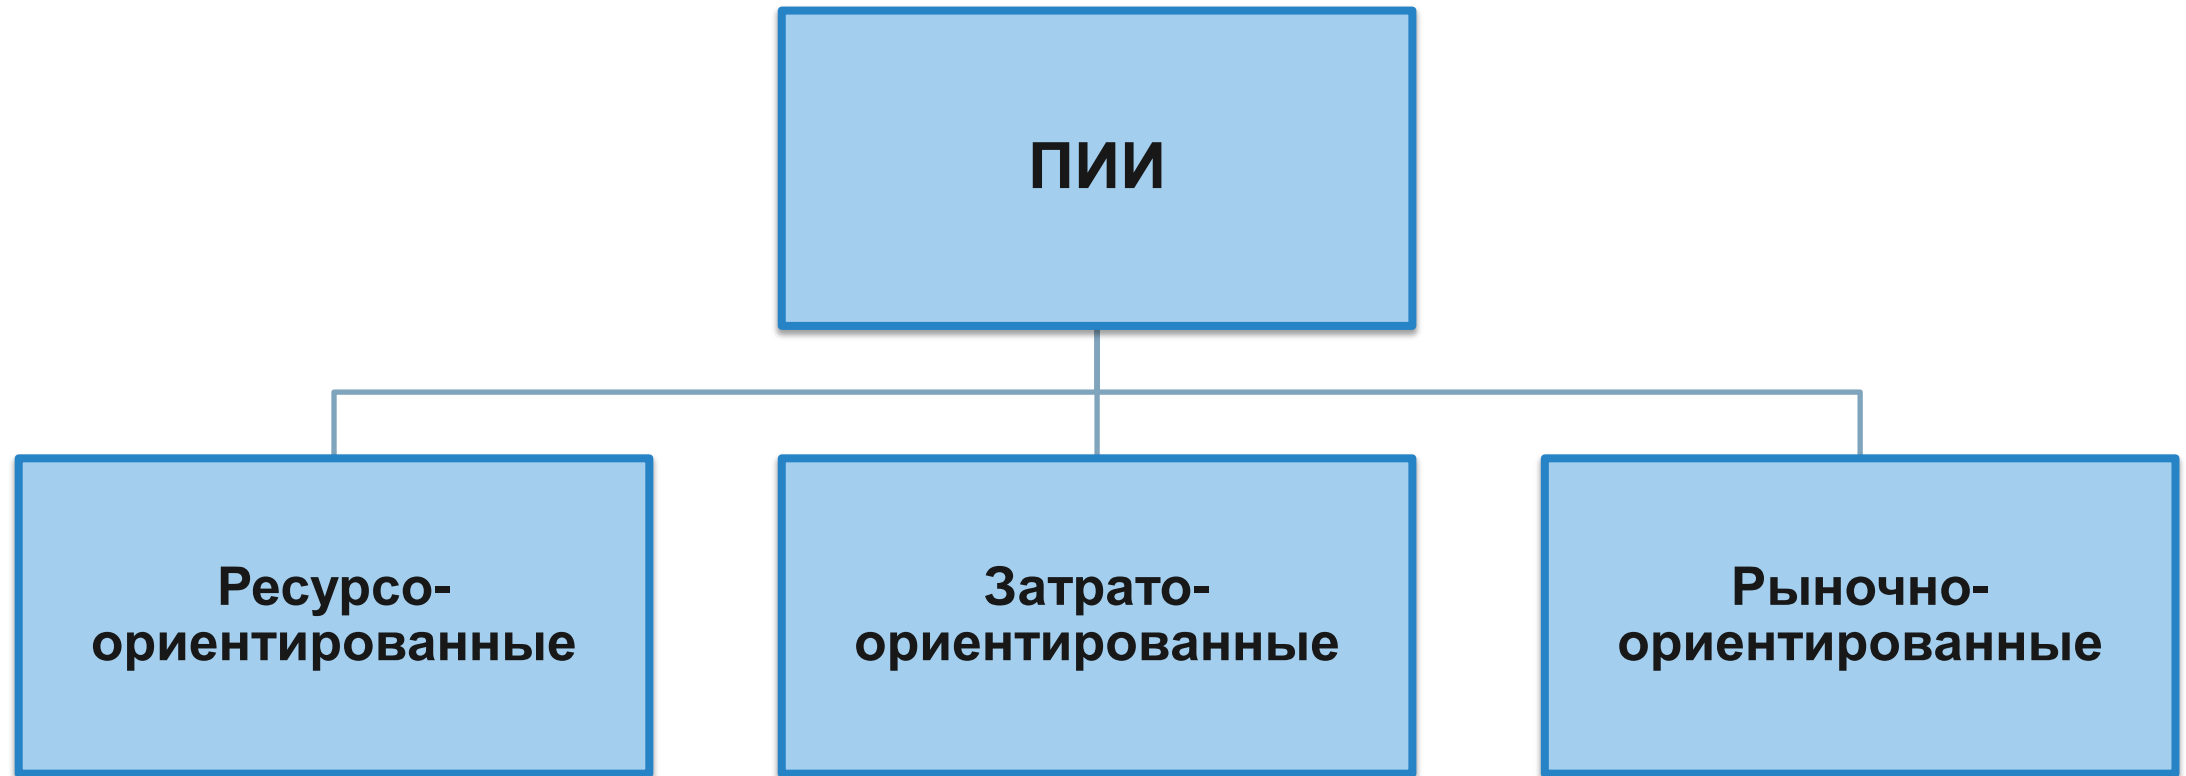 ПИИ
Ресурсо-
ориентированные
Затрато-
ориентированные
Рыночно-
ориентированные